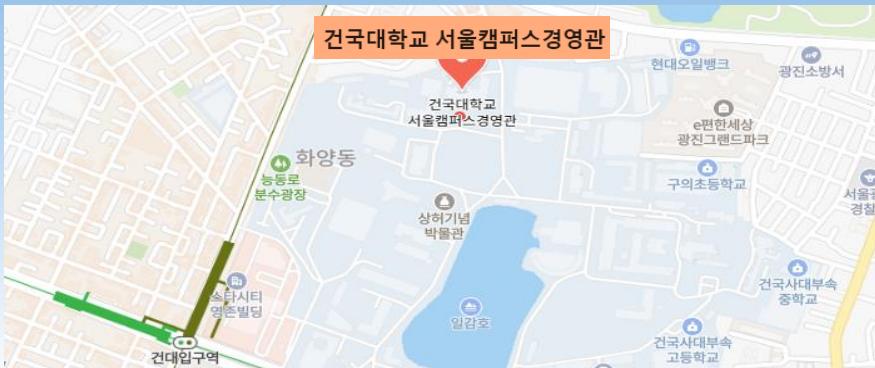 건국대학교 서울캠퍼스경영관
현대오일뱅크
광진소방서
건국대학교
서울캠퍼스경영관
e편한세상
광진그랜드파크
화양동
능동로
분수광장
구의초등학교
상허기념
박물관
스타시티
영존빌딩
일감호
건국사대부속
중학교
건국사대부속
고등학교
건대입구역